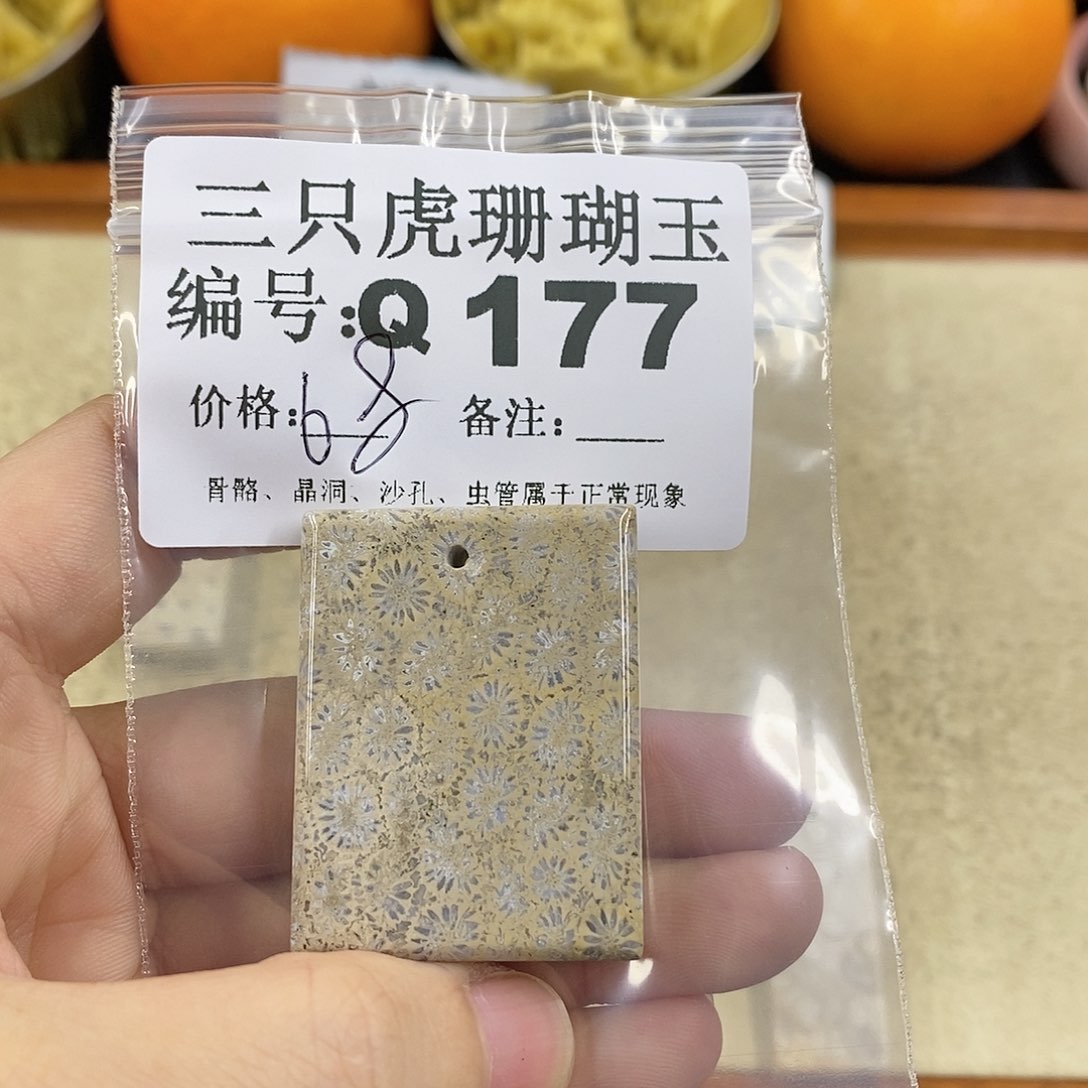 三只虎珊瑚玉
编号:Q 177
价格:68 备注:____
骨骼、晶洞、沙孔、虫管属于正常现象